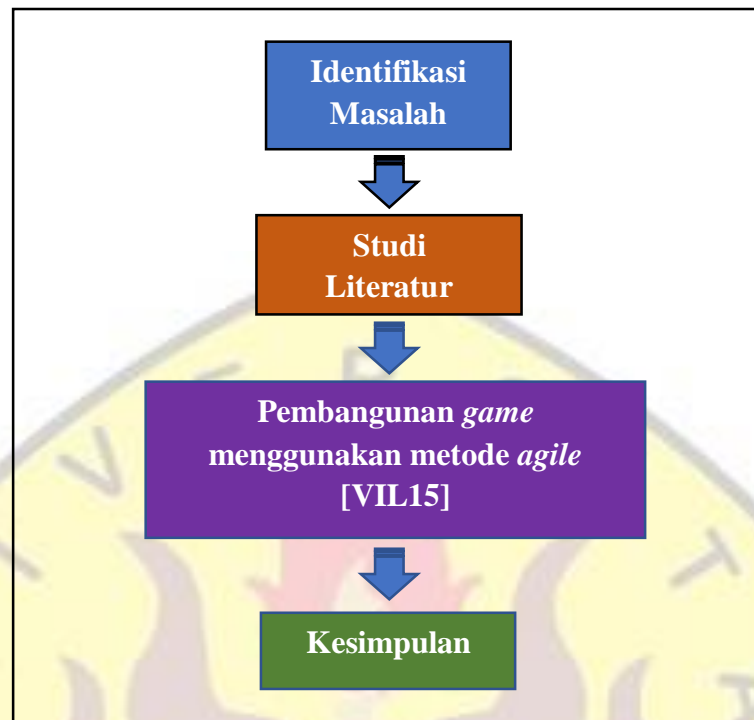 Identifikasi
Masalah
Studi
Literatur
Pembangunan game
menggunakan metode agile
[VIL15]
Kesimpulan